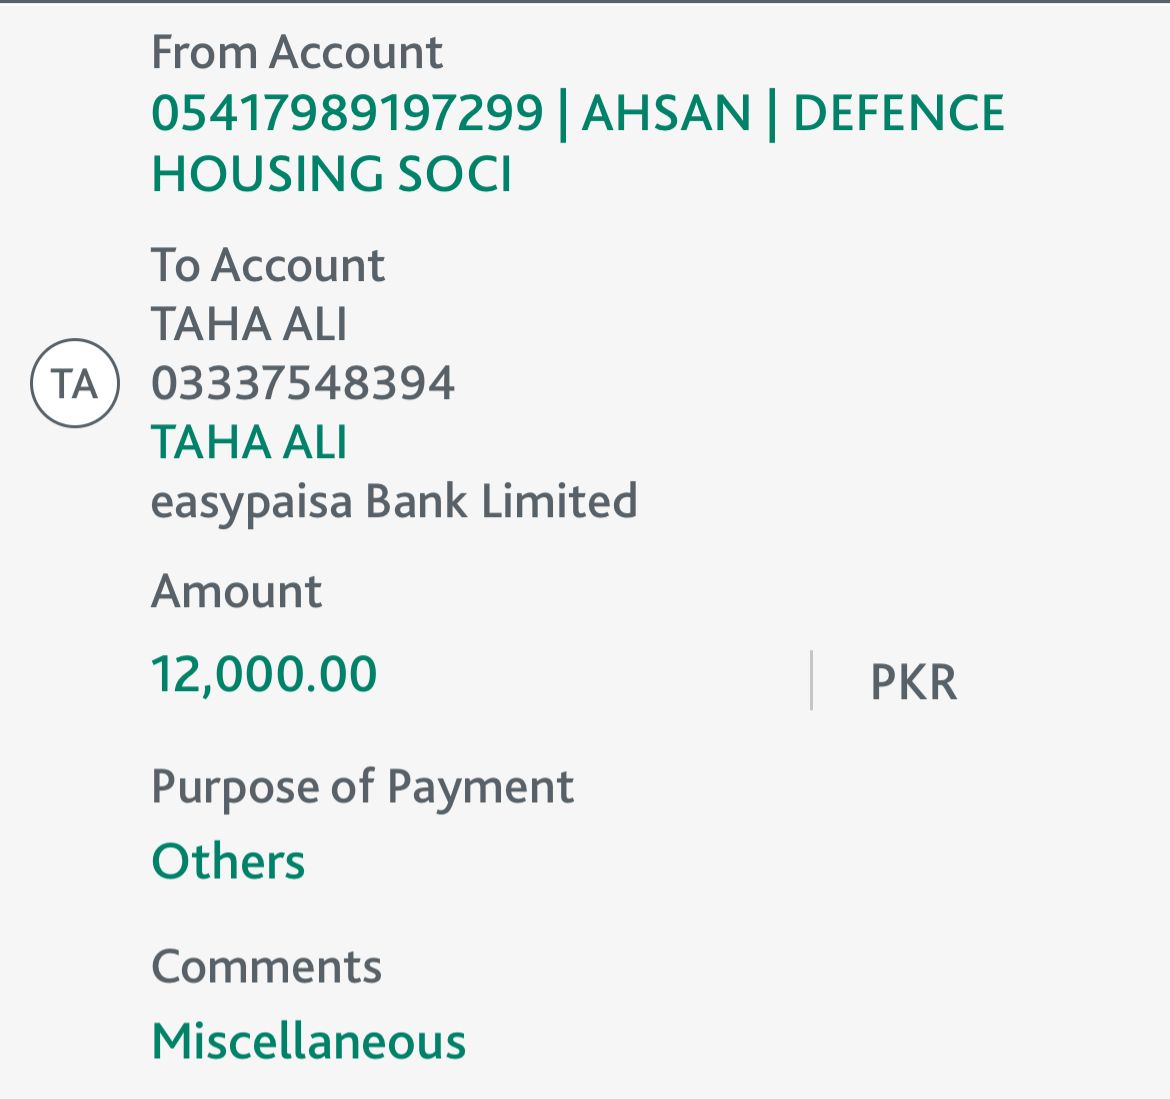 From Account
05417989197299 | AHSAN | DEFENCE
HOUSING SOCI
To Account
TAHA ALI
TA
03337548394
TAHA ALI
easypaisa Bank Limited
Amount
12,000.00 PKR
Purpose of Payment
Others
Comments
Miscellaneous